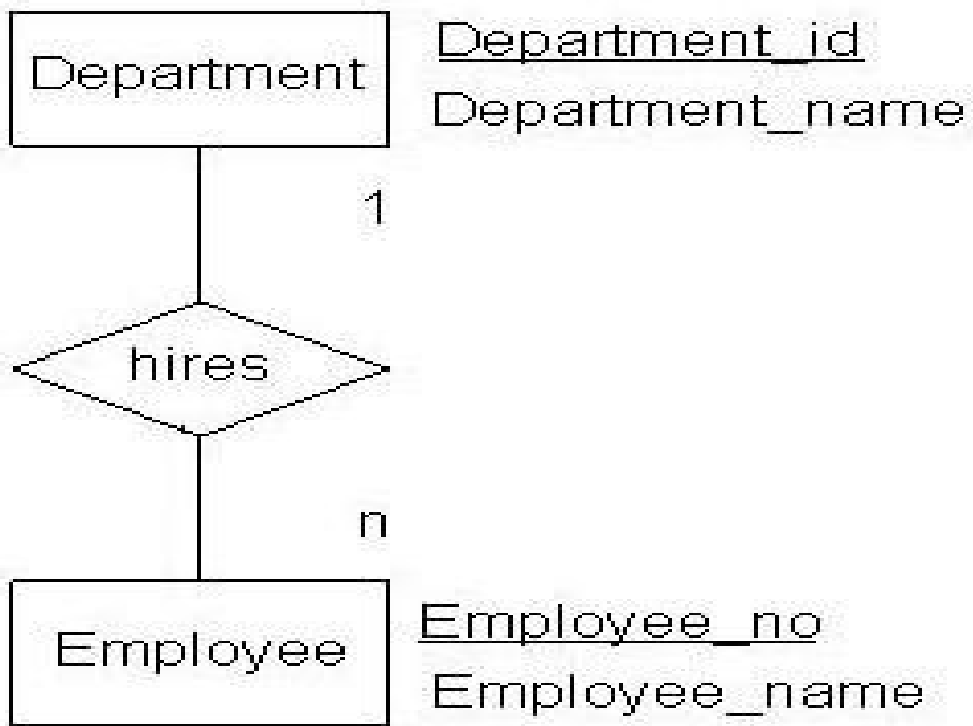 Department
Department_id
Department_name
1
hires
n
Employee
Employee_no
Employee_name